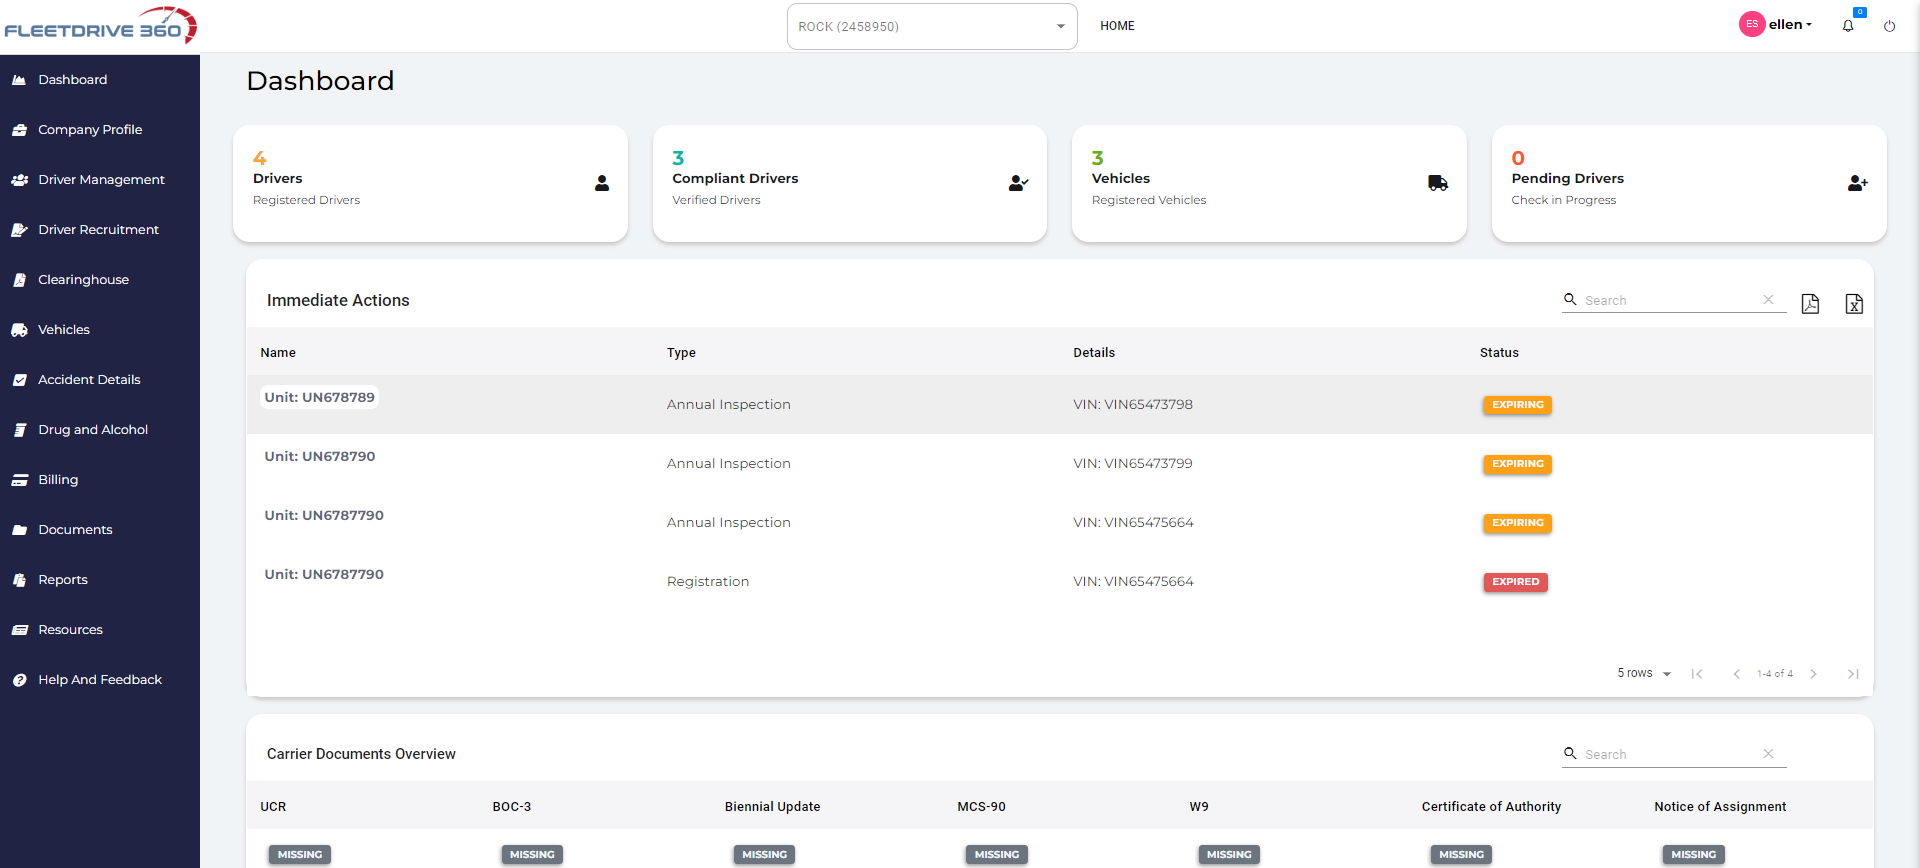 FLEETDRIVE 360
ROCK (2458950)
HOME
ES
ellen
0
Dashboard
Company Profile
Driver Management
Driver Recruitment
Clearinghouse
Vehicles
Accident Details
Drug and Alcohol
Billing
Documents
Reports
Resources
Help And Feedback
Dashboard
4
Drivers
Registered Drivers
3
Compliant Drivers
Verified Drivers
3
Vehicles
Registered Vehicles
0
Pending Drivers
Check in Progress
Immediate Actions
Search
Name Type Details Status
Unit: UN678789 Annual Inspection VIN: VIN65473798 EXPIRING
Unit: UN678790 Annual Inspection VIN: VIN65473799 EXPIRING
Unit: UN6787790 Annual Inspection VIN: VIN65475664 EXPIRING
Unit: UN6787790 Registration VIN: VIN65475664 EXPIRED
5 rows 1-4 of 4
Carrier Documents Overview
Search
UCR BOC-3 Biennial Update MCS-90 W9 Certificate of Authority Notice of Assignment
MISSING MISSING MISSING MISSING MISSING MISSING MISSING